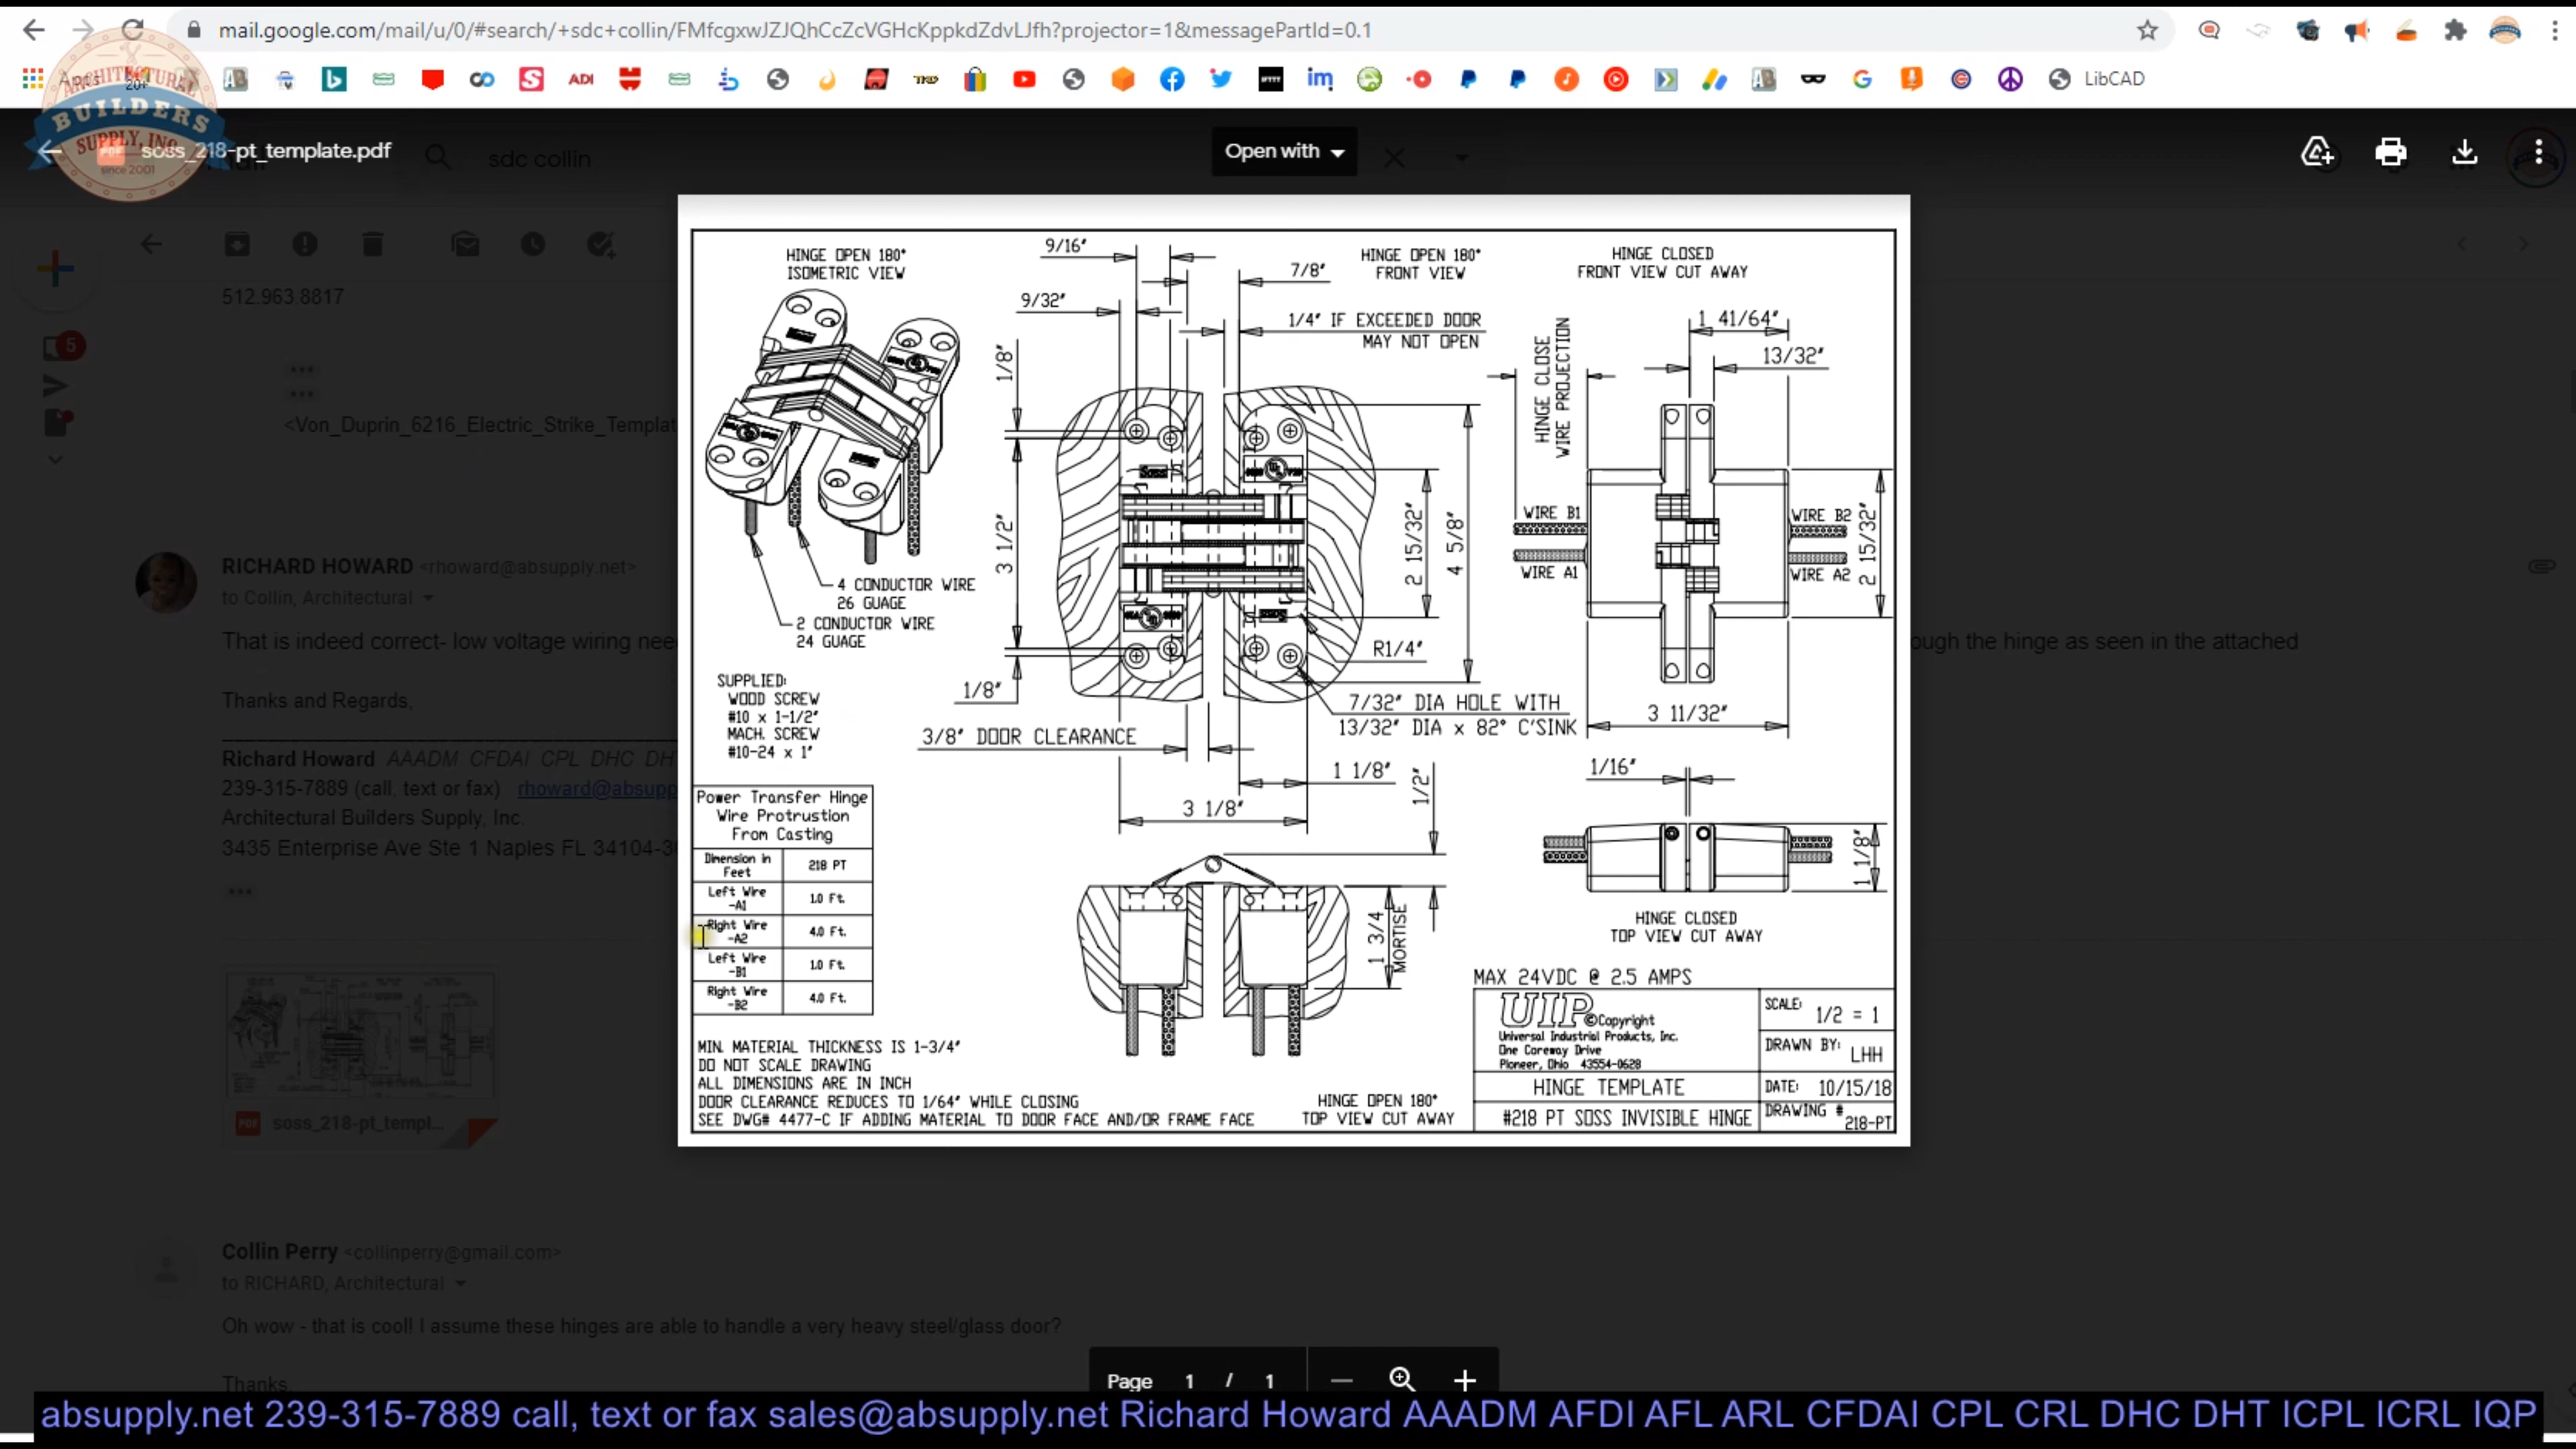 mail.google.com/mail/u/0/#search/+sdc+collin/FMfcgxwJZJQhCcZcVGHcKppkdZdvLJfh?projector=1&messagePartId=0.1
Apps
20+
ADI
im
LibCAD
ARCHITECTURAL
BUILDERS
SUPPLY, INC.
since 2001
soss_218-pt_template.pdf
sdc collin
Open with
512.963.8817
5
<Von_Duprin_6216_Electric_Strike_Templat
RICHARD HOWARD <rhoward@absupply.net>
to Collin, Architectural
That is indeed correct- low voltage wiring nee
ough the hinge as seen in the attached
Thanks and Regards,
Richard Howard AAADM CFDAI CPL DHC DH
239-315-7889 (call, text or fax) rhoward@absupp
Architectural Builders Supply, Inc.
3435 Enterprise Ave Ste 1 Naples FL 34104-3
HINGE OPEN 180°
ISOMETRIC VIEW
9/16"
7/8"
HINGE OPEN 180°
FRONT VIEW
HINGE CLOSED
FRONT VIEW CUT AWAY
9/32"
1/4" IF EXCEEDED DOOR
MAY NOT OPEN
1 41/64"
13/32"
HINGE CLOSE
WIRE PROJECTION
1/8"
3 1/2"
2 15/32"
4 5/8"
WIRE B1
WIRE A1
WIRE B2
WIRE A2
2 15/32"
4 CONDUCTOR WIRE
26 GUAGE
2 CONDUCTOR WIRE
24 GUAGE
R1/4"
SUPPLIED:
WOOD SCREW
#10 x 1-1/2"
MACH. SCREW
#10-24 x 1"
1/8"
7/32" DIA HOLE WITH
13/32" DIA x 82° C'SINK
3 11/32"
3/8" DOOR CLEARANCE
1 1/8"
1/2"
3 1/8"
1/16"
1 1/8"
Power Transfer Hinge
Wire Protrustion
From Casting
Dimension in
Feet
218 PT
Left Wire
-A1
1.0 Ft.
Right Wire
-A2
4.0 Ft.
Left Wire
-B1
1.0 Ft.
Right Wire
-B2
4.0 Ft.
1 3/4
MORTISE
HINGE CLOSED
TOP VIEW CUT AWAY
MIN. MATERIAL THICKNESS IS 1-3/4"
DO NOT SCALE DRAWING
ALL DIMENSIONS ARE IN INCH
DOOR CLEARANCE REDUCES TO 1/64" WHILE CLOSING
SEE DWG# 4477-C IF ADDING MATERIAL TO DOOR FACE AND/OR FRAME FACE
HINGE OPEN 180°
TOP VIEW CUT AWAY
MAX 24VDC @ 2.5 AMPS
UIP ©Copyright
Universal Industrial Products, Inc.
One Coreway Drive
Pioneer, Ohio 43554-0628
HINGE TEMPLATE
#218 PT SOSS INVISIBLE HINGE
SCALE: 1/2 = 1
DRAWN BY: LHH
DATE: 10/15/18
DRAWING # 218-PT
PDF soss_218-pt_templ...
Collin Perry <collinperry@gmail.com>
to RICHARD, Architectural
Oh wow - that is cool! I assume these hinges are able to handle a very heavy steel/glass door?
Thanks,
Page 1 / 1
absupply.net 239-315-7889 call, text or fax sales@absupply.net Richard Howard AAADM AFDI AFL ARL CFDAI CPL CRL DHC DHT ICPL ICRL IQP